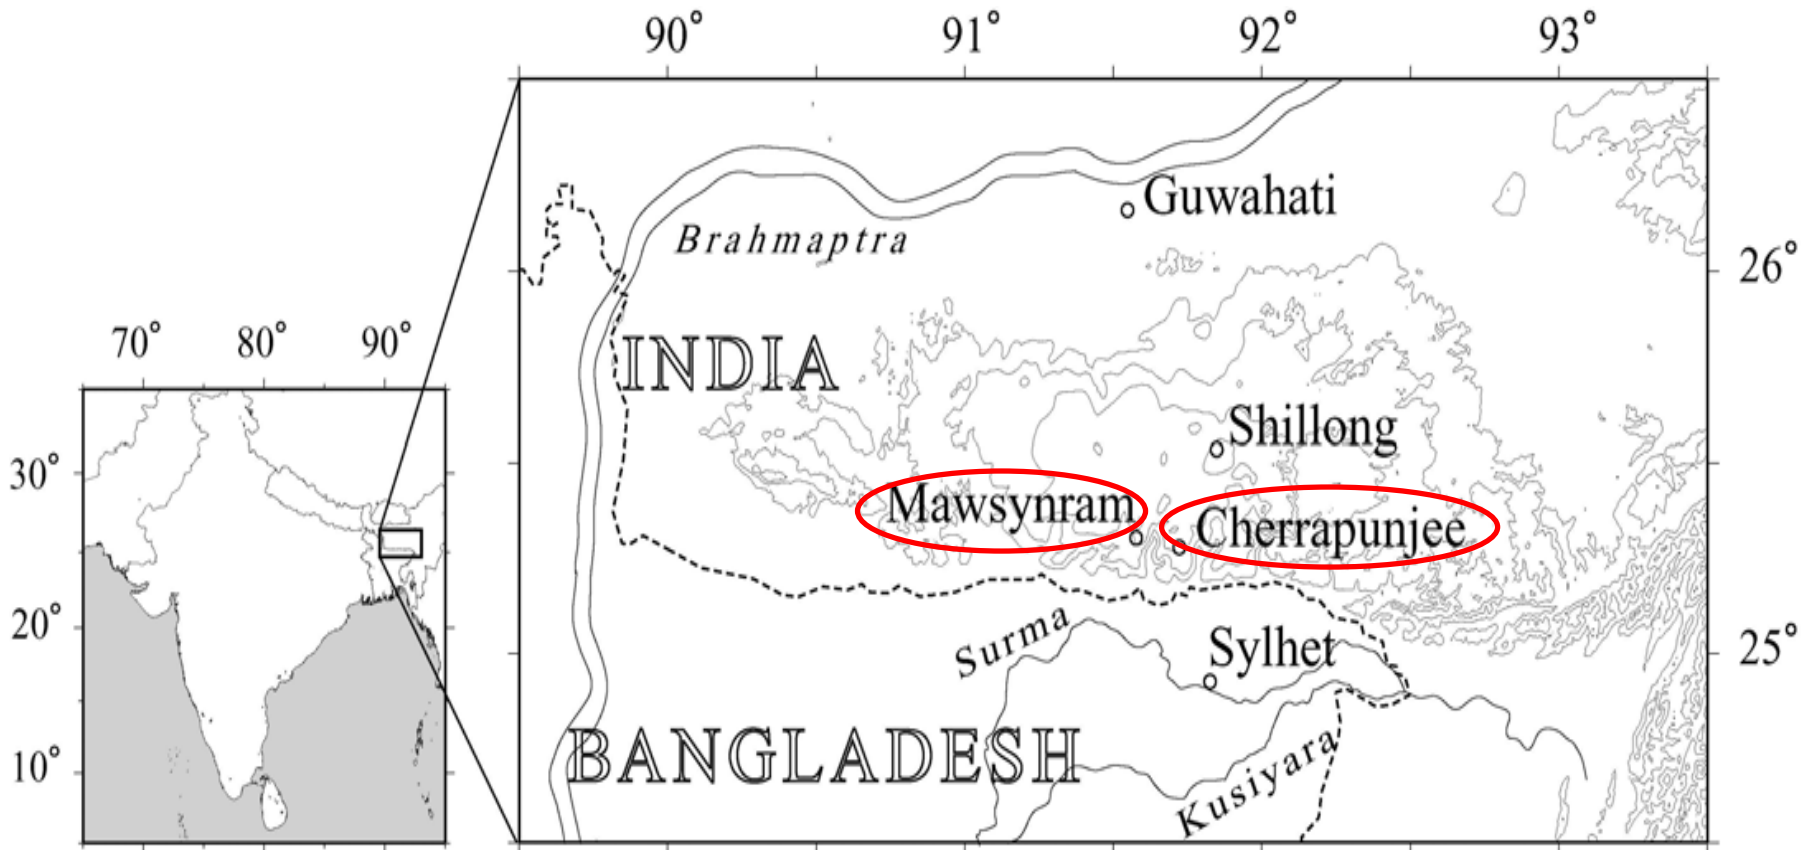 90° 91° 92° 93°
Guwahati
Brahmaptra
26°
INDIA
70° 80° 90°
Shillong
30°
Mawsynram
Cherrapunjee
20°
Surma
Sylhet
25°
BANGLADESH
10°
Kusiyara